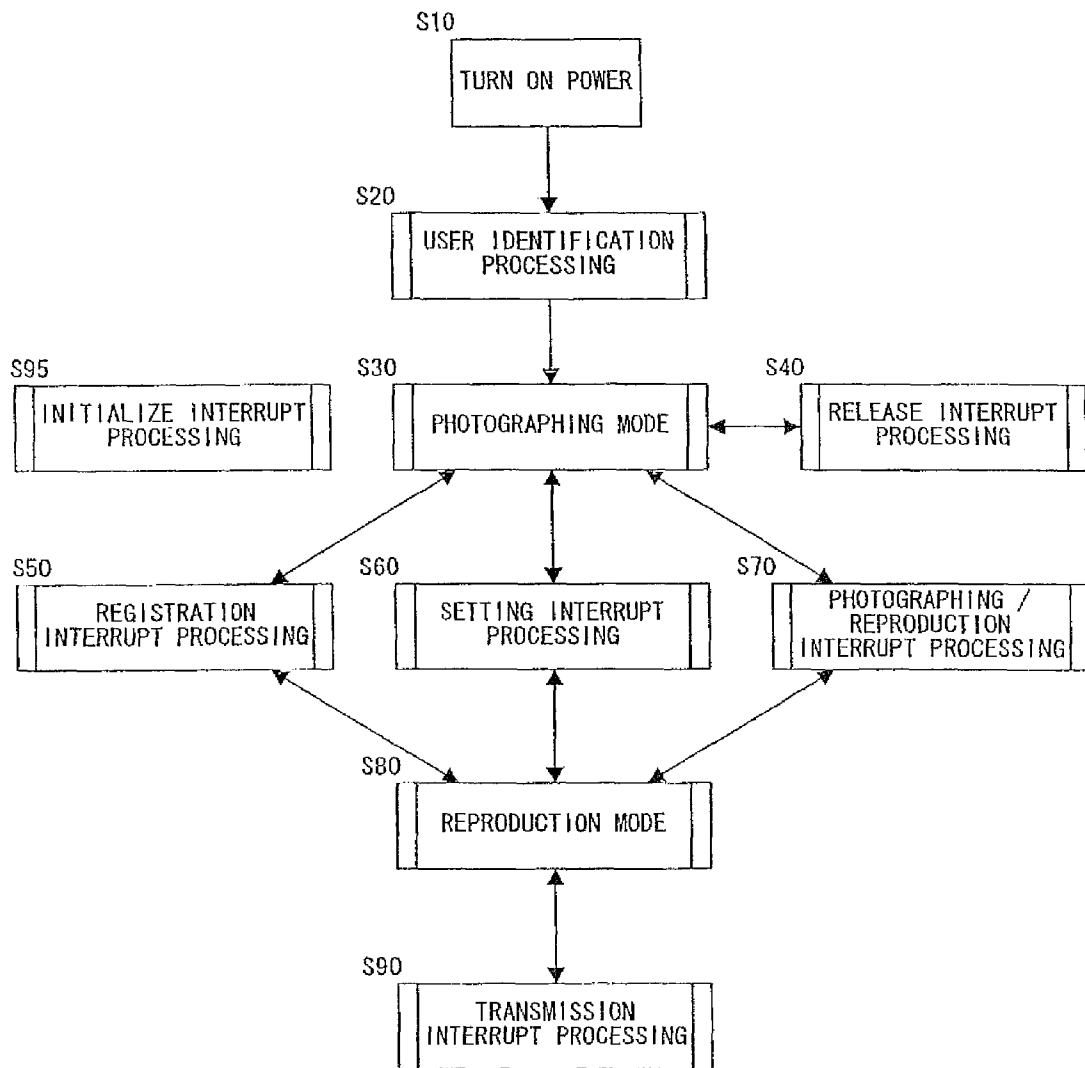 S10
TURN ON POWER
S20
USER IDENTIFICATION
PROCESSING
S95
INITIALIZE INTERRUPT
PROCESSING
S30
PHOTOGRAPHING MODE
S40
RELEASE INTERRUPT
PROCESSING
S50
REGISTRATION
INTERRUPT PROCESSING
S60
SETTING INTERRUPT
PROCESSING
S70
PHOTOGRAPHING /
REPRODUCTION
INTERRUPT PROCESSING
S80
REPRODUCTION MODE
S90
TRANSMISSION
INTERRUPT PROCESSING